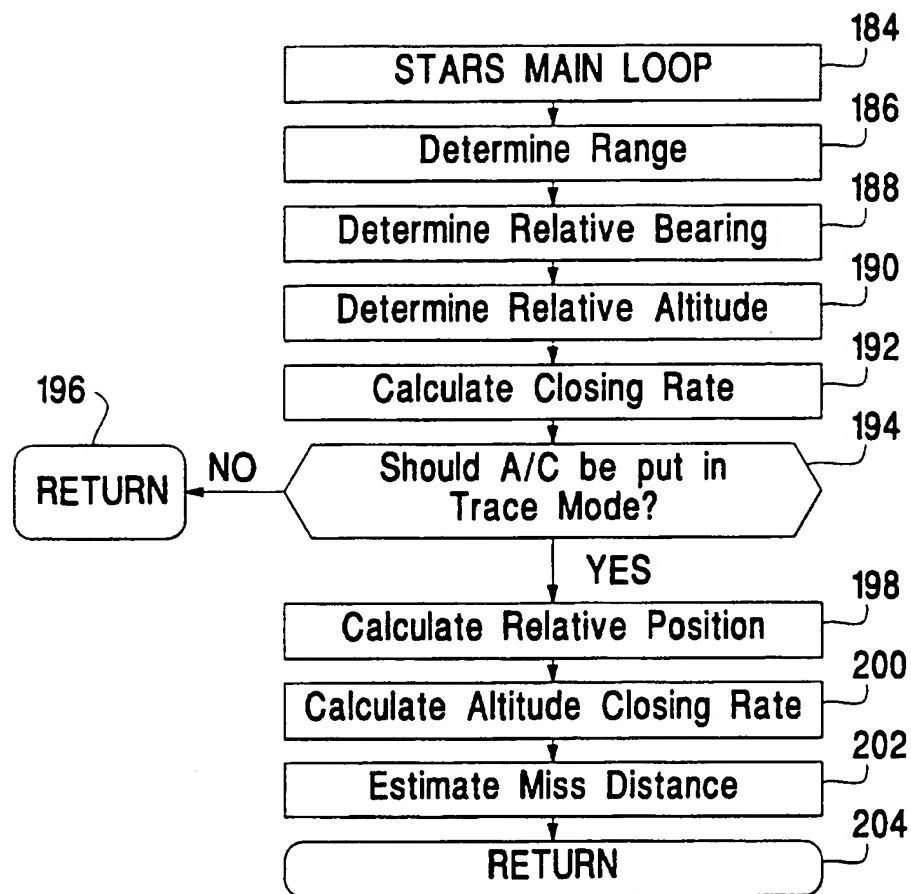 184
STARS MAIN LOOP
186
Determine Range
188
Determine Relative Bearing
190
Determine Relative Altitude
192
Calculate Closing Rate
196
194
RETURN
NO
Should A/C be put in
Trace Mode?
YES
198
Calculate Relative Position
200
Calculate Altitude Closing Rate
202
Estimate Miss Distance
204
RETURN